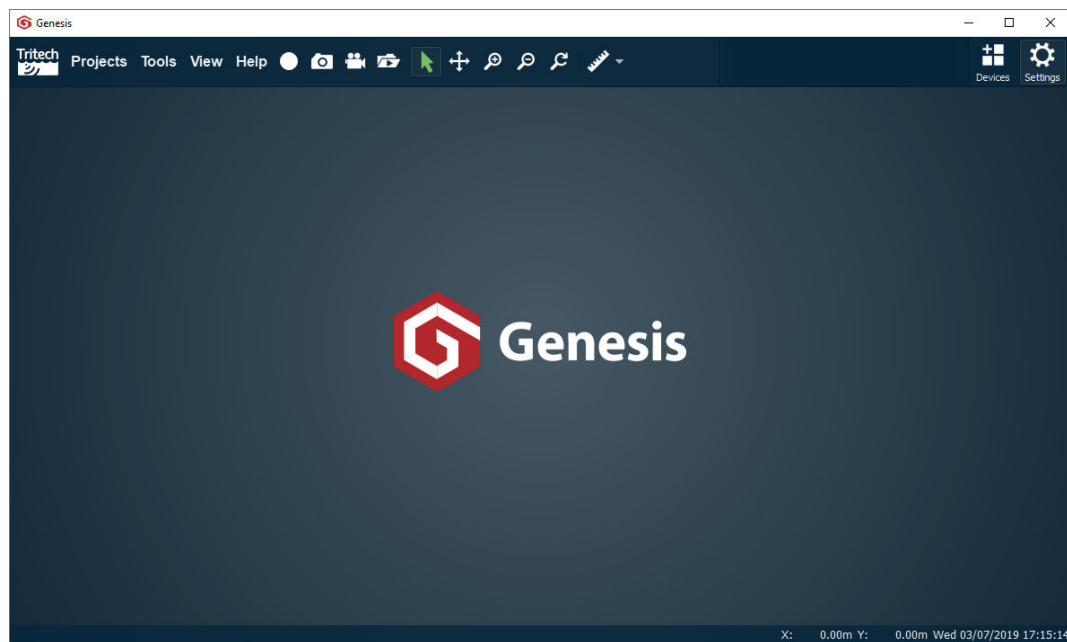 Genesis
Tritech Projects Tools View Help
Devices Settings
Genesis
X: 0.00m Y: 0.00m Wed 03/07/2019 17:15:14